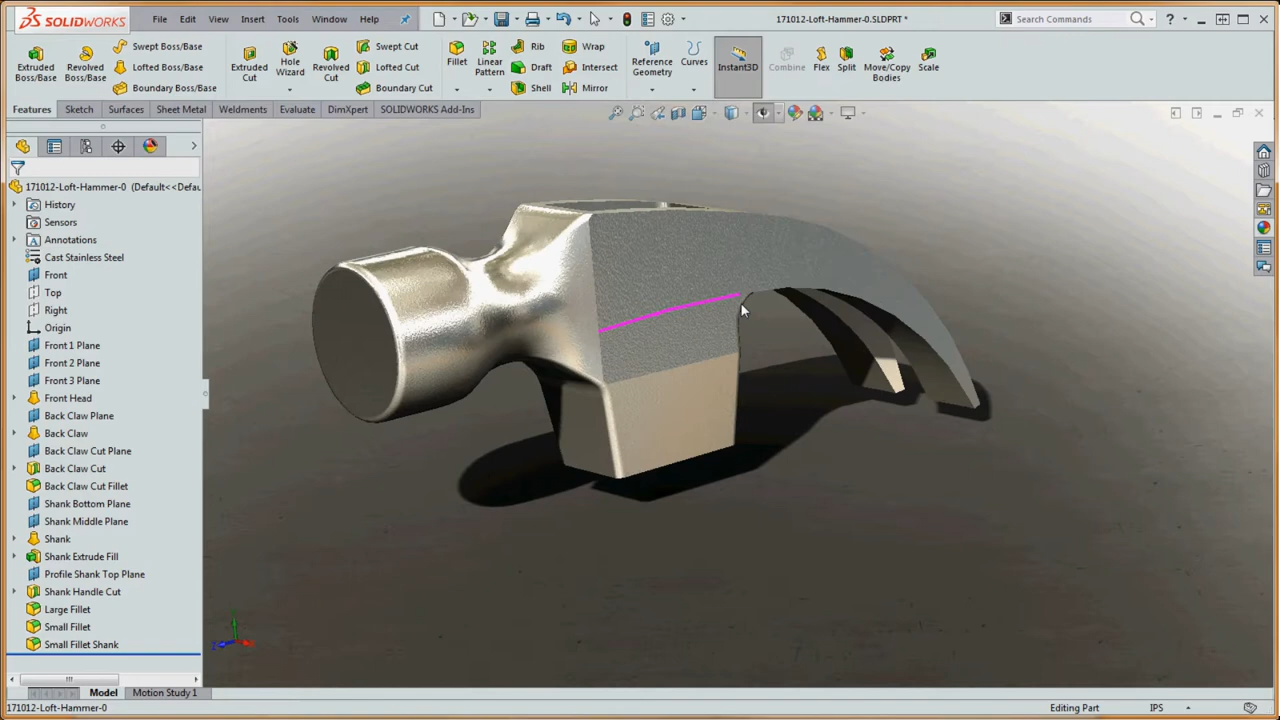 SOLIDWORKS
File Edit View Insert Tools Window Help
171012-Loft-Hammer-0.SLDPRT *
Search Commands
Extruded Boss/Base
Revolved Boss/Base
Swept Boss/Base
Lofted Boss/Base
Boundary Boss/Base
Extruded Cut
Hole Wizard
Revolved Cut
Swept Cut
Lofted Cut
Boundary Cut
Fillet
Linear Pattern
Rib
Draft
Shell
Wrap
Intersect
Mirror
Reference Geometry
Curves
Instant3D
Combine
Flex
Split
Move/Copy Bodies
Scale
Features Sketch Surfaces Sheet Metal Weldments Evaluate DimXpert SOLIDWORKS Add-Ins
171012-Loft-Hammer-0 (Default<<Defau
History
Sensors
Annotations
Cast Stainless Steel
Front
Top
Right
Origin
Front 1 Plane
Front 2 Plane
Front 3 Plane
Front Head
Back Claw Plane
Back Claw
Back Claw Cut Plane
Back Claw Cut
Back Claw Cut Fillet
Shank Bottom Plane
Shank Middle Plane
Shank
Shank Extrude Fill
Profile Shank Top Plane
Shank Handle Cut
Large Fillet
Small Fillet
Small Fillet Shank
Model Motion Study 1
171012-Loft-Hammer-0
Editing Part
IPS